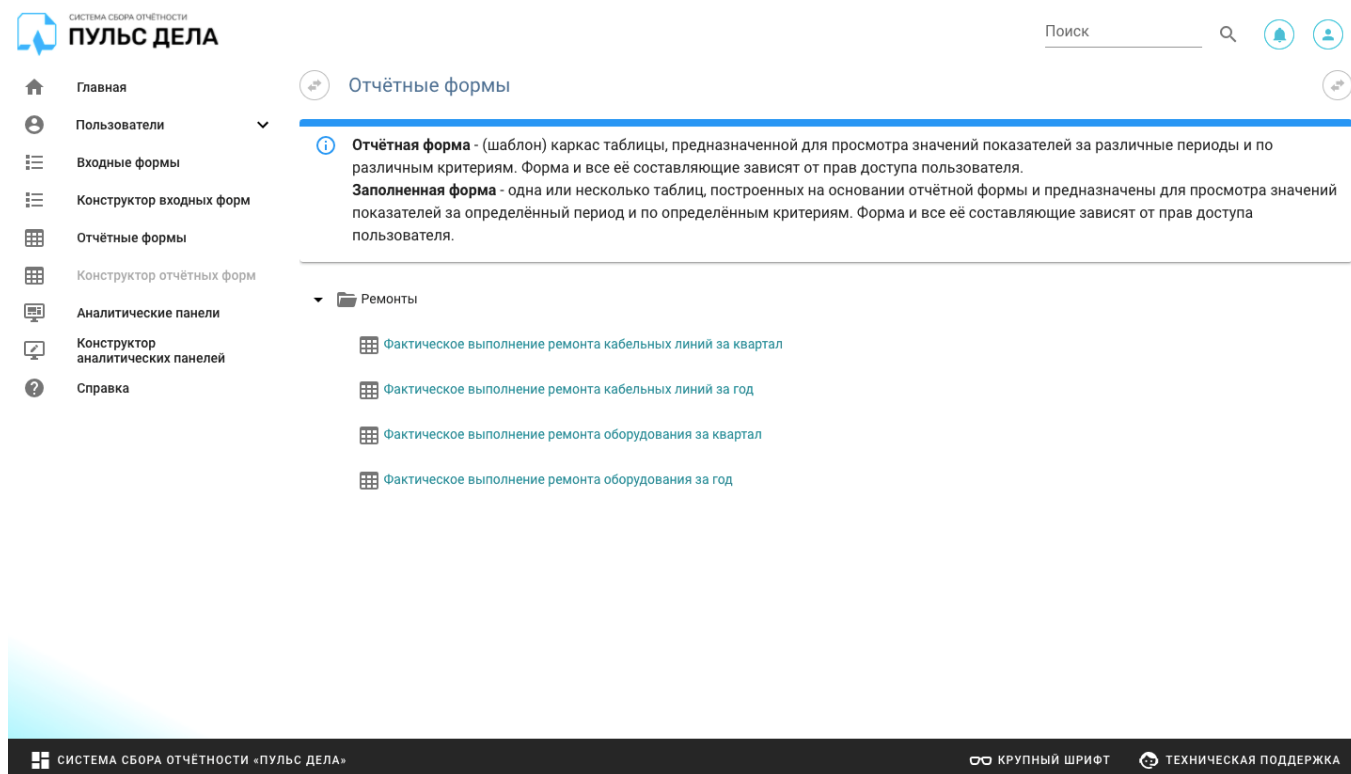 СИСТЕМА СБОРА ОТЧЁТНОСТИ
ПУЛЬС ДЕЛА
Поиск
Главная
Пользователи
Входные формы
Конструктор входных форм
Отчётные формы
Конструктор отчётных форм
Аналитические панели
Конструктор
аналитических панелей
Справка
Отчётные формы
Отчётная форма - (шаблон) каркас таблицы, предназначенной для просмотра значений показателей за различные периоды и по
различным критериям. Форма и все её составляющие зависят от прав доступа пользователя.
Заполненная форма - одна или несколько таблиц, построенных на основании отчётной формы и предназначены для просмотра значений
показателей за определённый период и по определённым критериям. Форма и все её составляющие зависят от прав доступа
пользователя.
Ремонты
Фактическое выполнение ремонта кабельных линий за квартал
Фактическое выполнение ремонта кабельных линий за год
Фактическое выполнение ремонта оборудования за квартал
Фактическое выполнение ремонта оборудования за год
СИСТЕМА СБОРА ОТЧЁТНОСТИ «ПУЛЬС ДЕЛА»
КРУПНЫЙ ШРИФТ
ТЕХНИЧЕСКАЯ ПОДДЕРЖКА